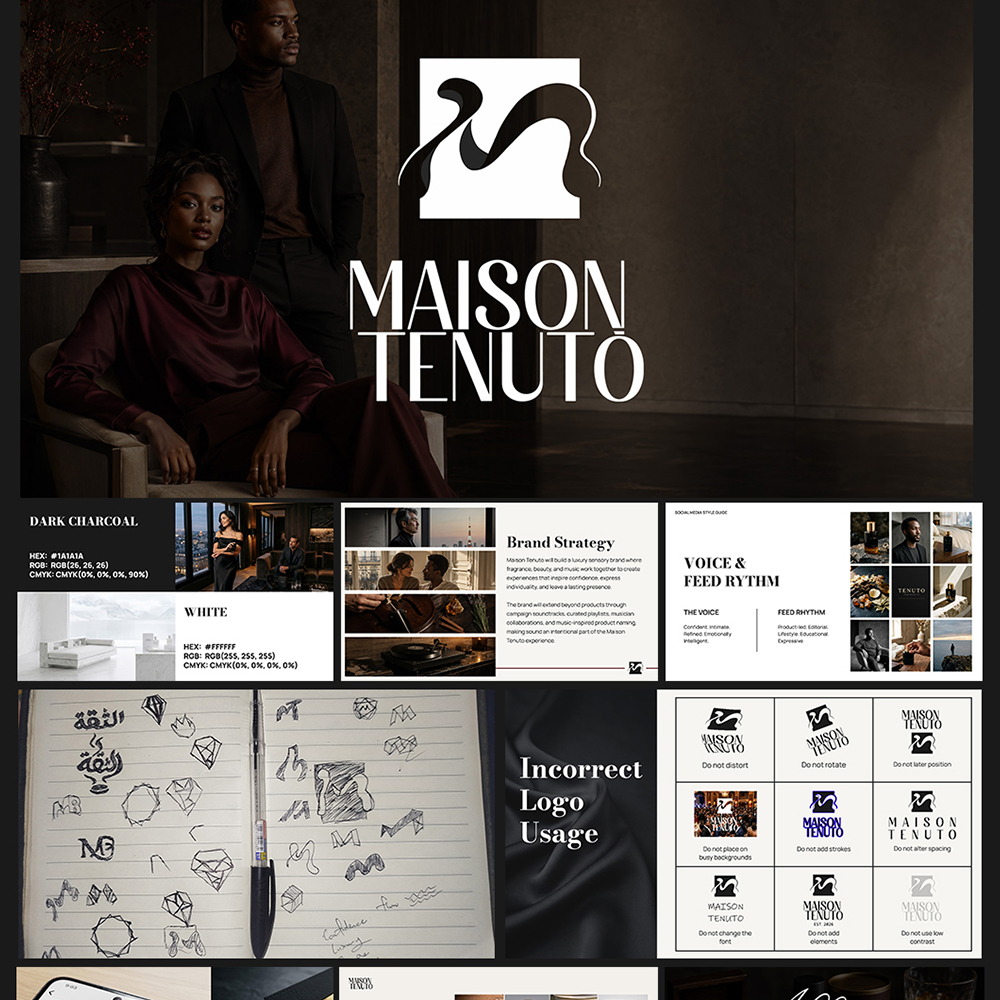 MAISON
TENUTO
DARK CHARCOAL
HEX: #1A1A1A
RGB: RGB(26, 26, 26)
CMYK: CMYK(0%, 0%, 0%, 90%)
WHITE
HEX: #FFFFFF
RGB: RGB(255, 255, 255)
CMYK: CMYK(0%, 0%, 0%, 0%)
Brand Strategy
Maison Tenuto will build a luxury sensory brand where
fragrance, beauty, and music work together to create
experiences that inspire confidence, express
individuality, and leave a lasting presence.
The brand will extend beyond products through
campaign soundtracks, curated playlists, musician
collaborations, and music-inspired product naming,
making sound an intentional part of the Maison
Tenuto experience.
SOCIAL MEDIA STYLE GUIDE
VOICE &
FEED RYTHM
THE VOICE
Confident. Intimate.
Refined. Emotionally
Intelligent.
FEED RHYTHM
Product-led. Editorial.
Lifestyle. Educational.
Expressive
TENUTO
الثقة
الثقة
Confidence
Luxury
flow
Incorrect
Logo
Usage
MAISON
TENUTO
Do not distort
MAISON
TENUTO
Do not rotate
MAISON
TENUTO
Do not later position
MAISON
TENUTO
Do not place on
busy backgrounds
MAISON
TENUTO
Do not add strokes
MAISON
TENUTO
Do not alter spacing
MAISON
TENUTO
Do not change the
font
MAISON
TENUTO
EST 2026
Do not add
elements
MAISON
TENUTO
Do not use low
contrast
MAISON
TENUTO